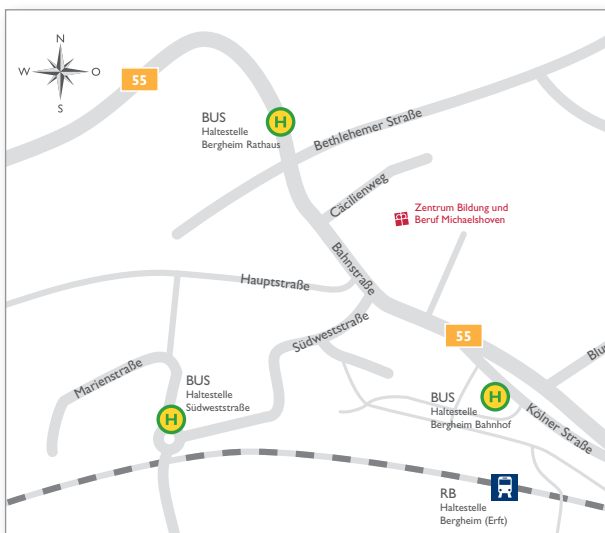 N
W
O
S
55
BUS
Haltestelle
Bergheim Rathaus
H
Bethlehemer Straße
Cäcilienweg
Zentrum Bildung und
Beruf Michaelshoven
Bahnstraße
Hauptstraße
Südweststraße
55
Marienstraße
BUS
Haltestelle
Südweststraße
H
BUS
Haltestelle
Bergheim Bahnhof
H
Blu
Kölner Straße
RB
Haltestelle
Bergheim (Erft)